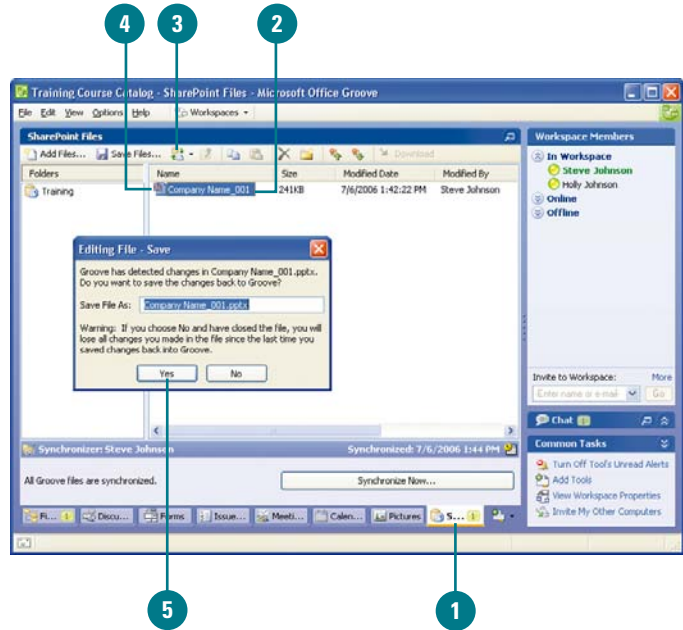 4 3 2
Training Course Catalog - SharePoint Files - Microsoft Office Groove
File Edit View Options Help Workspaces
SharePoint Files
Add Files... Save Files... Download
Folders
Training
Name Size Modified Date Modified By
Company Name_001 241KB 7/6/2006 1:42:22 PM Steve Johnson
Editing File - Save
Groove has detected changes in Company Name_001.pptx.
Do you want to save the changes back to Groove?
Save File As: Company Name_001.pptx
Warning: If you choose No and have closed the file, you will
lose all changes you made in the file since the last time you
saved changes back into Groove.
Yes No
Synchronizer: Steve Johnson Synchronized: 7/6/2006 1:44 PM
All Groove files are synchronized. Synchronize Now...
Fi... Discu... Forms Issue... Meeti... Calen... Pictures S... 1
Workspace Members
In Workspace
Steve Johnson
Holly Johnson
Online
Offline
Invite to Workspace: More
Enter name or e-mail Go
Chat
Common Tasks
Turn Off Tools Unread Alerts
Add Tools
View Workspace Properties
Invite My Other Computers
5 1